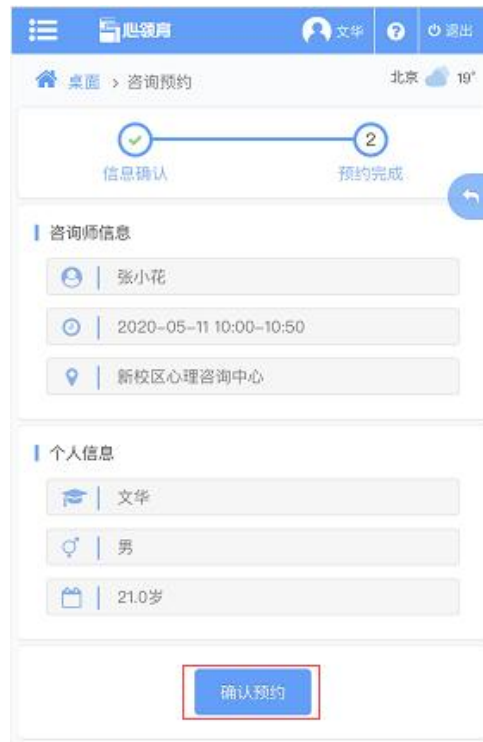 心领育 文华 ? 退出
桌面 > 咨询预约 北京 19°
2
信息确认 预约完成
咨询师信息
张小花
2020-05-11 10:00-10:50
新校区心理咨询中心
个人信息
文华
男
21.0岁
确认预约